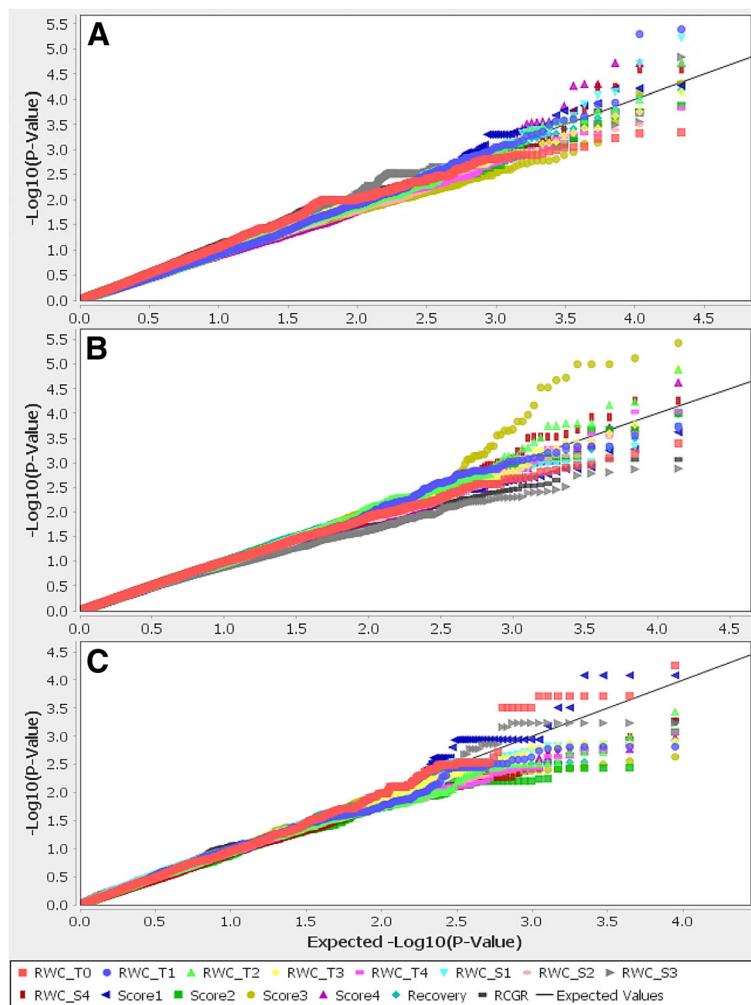 A
-Log10(P-Value)
5.5
5.0
4.5
4.0
3.5
3.0
2.5
2.0
1.5
1.0
0.5
0.0
0.0 0.5 1.0 1.5 2.0 2.5 3.0 3.5 4.0 4.5
B
-Log10(P-Value)
5.5
5.0
4.5
4.0
3.5
3.0
2.5
2.0
1.5
1.0
0.5
0.0
0.0 0.5 1.0 1.5 2.0 2.5 3.0 3.5 4.0 4.5
C
-Log10(P-Value)
4.5
4.0
3.5
3.0
2.5
2.0
1.5
1.0
0.5
0.0
0.0 0.5 1.0 1.5 2.0 2.5 3.0 3.5 4.0
Expected -Log10(P-Value)
RWC_T0 RWC_T1 RWC_T2 RWC_T3 RWC_T4 RWC_S1 RWC_S2 RWC_S3
RWC_S4 Score1 Score2 Score3 Score4 Recovery RCGR Expected Values